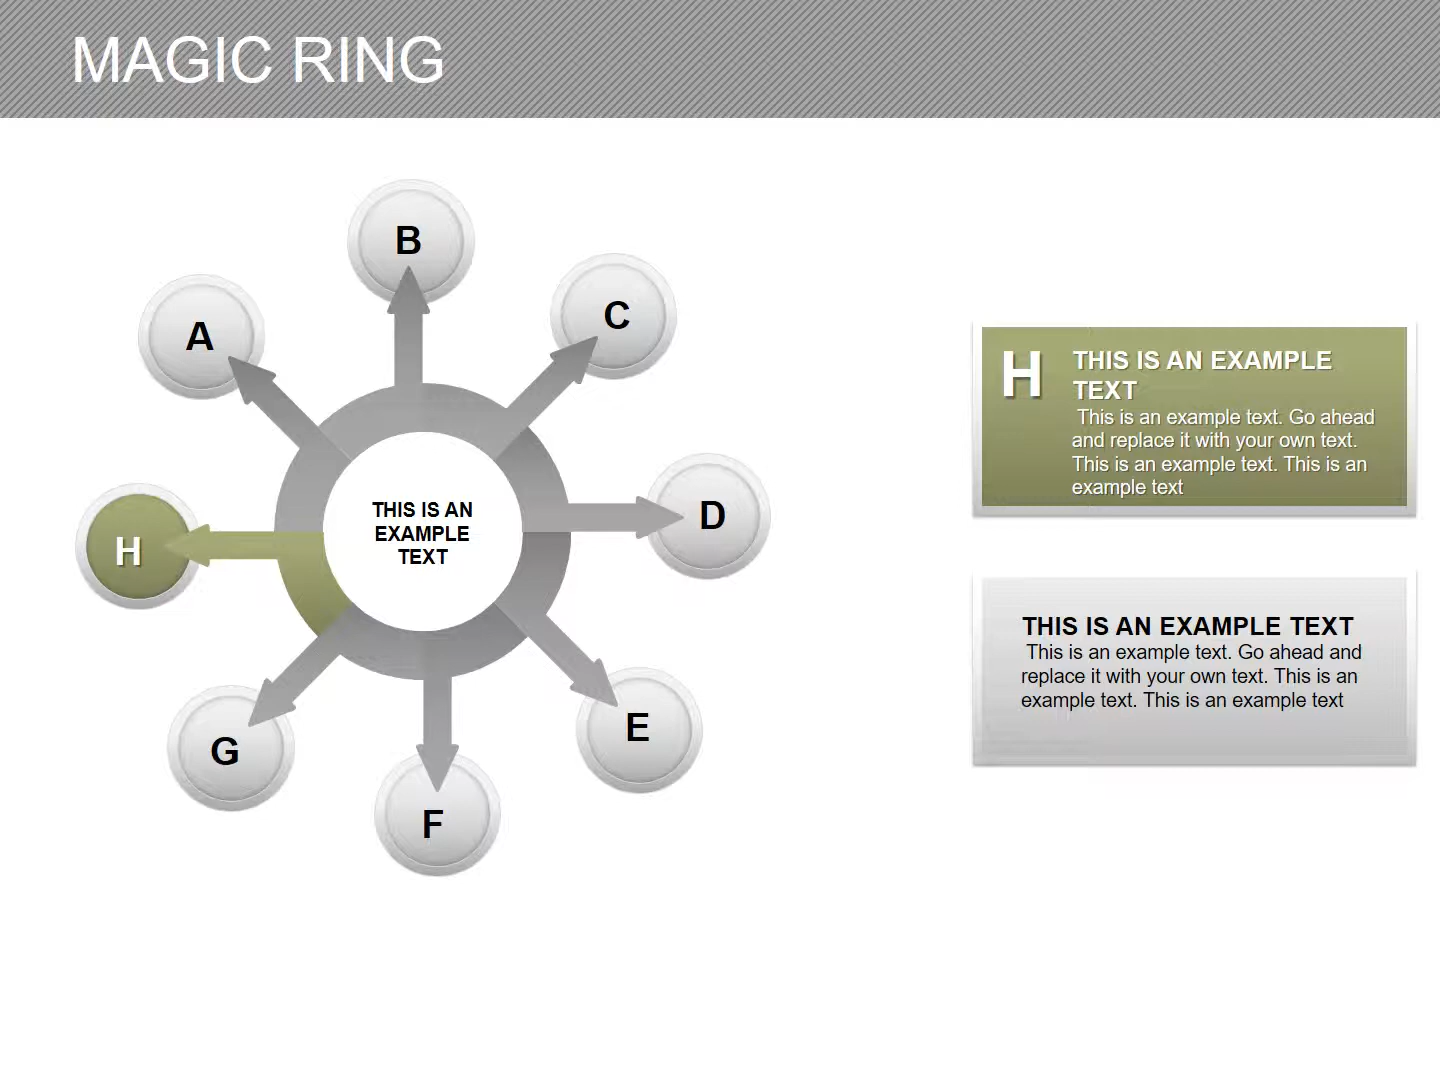 MAGIC RING
B
C
A
D
H
THIS IS AN
EXAMPLE
TEXT
E
G
F
H
THIS IS AN EXAMPLE
TEXT
This is an example text. Go ahead
and replace it with your own text.
This is an example text. This is an
example text
THIS IS AN EXAMPLE TEXT
This is an example text. Go ahead and
replace it with your own text. This is an
example text. This is an example text